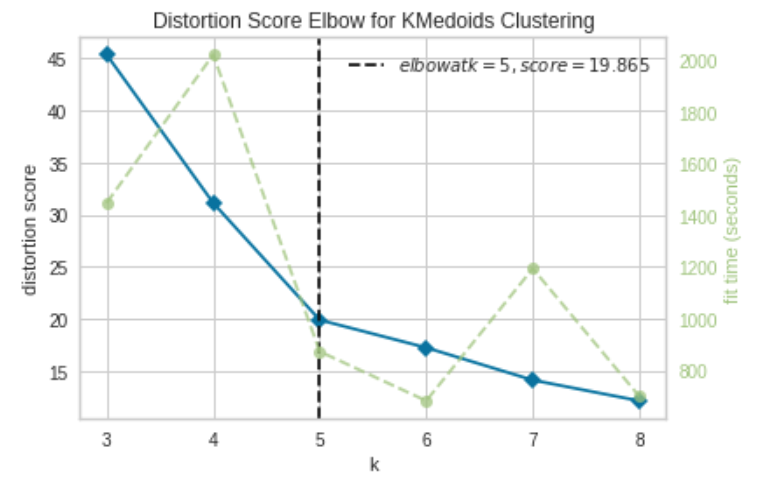 Distortion Score Elbow for KMedoids Clustering
elbowatk = 5, score = 19.865
distortion score
45
40
35
30
25
20
15
2000
1800
1600
1400
1200
1000
800
fit time (seconds)
3 4 5 6 7 8
k